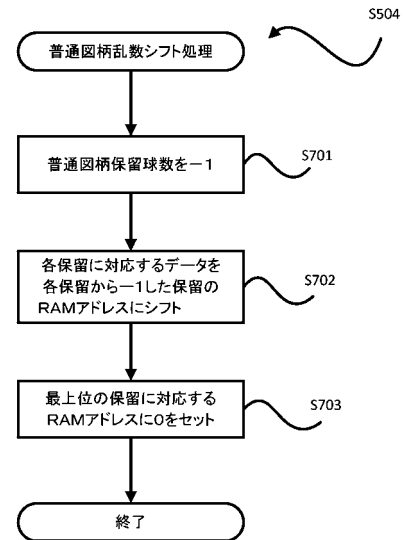 S504
普通図柄乱数シフト処理
普通図柄保留球数を－1
S701
各保留に対応するデータを
各保留から－1した保留の
RAMアドレスにシフト
S702
最上位の保留に対応する
RAMアドレスに0をセット
S703
終了